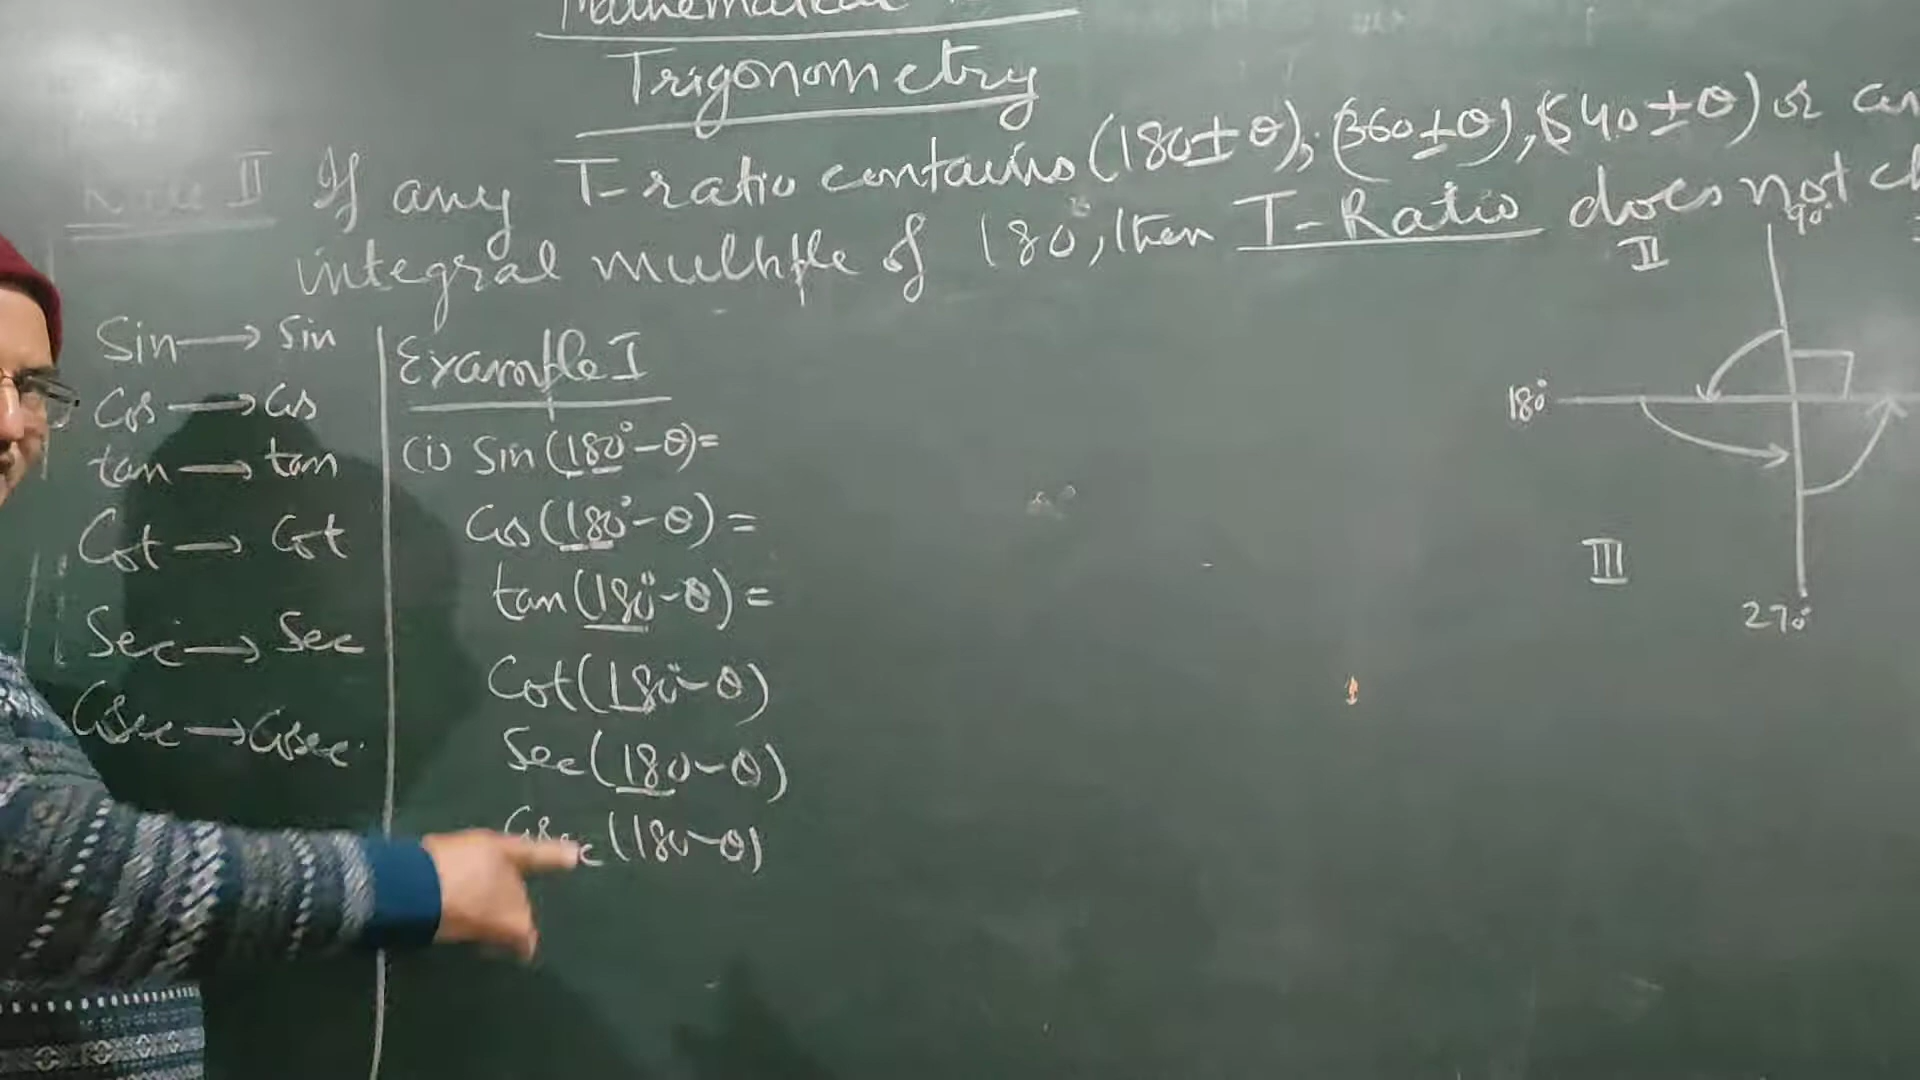 Mathematical
Trigonometry
Rule II If any T-ratio contains (180±θ), (360±θ), (540±θ) or an
integral multiple of 180°, then T-Ratio does not ch
Sin → Sin
Cos → Cos
tan → tan
Cot → Cot
Sec → Sec
Cosec → Cosec
Example I
(i) Sin (180°-θ)=
Cos (180°-θ) =
tan (180°-θ) =
Cot (180°-θ)
Sec (180-θ)
Cosec (180-θ)
90°
II
180°
III
270°